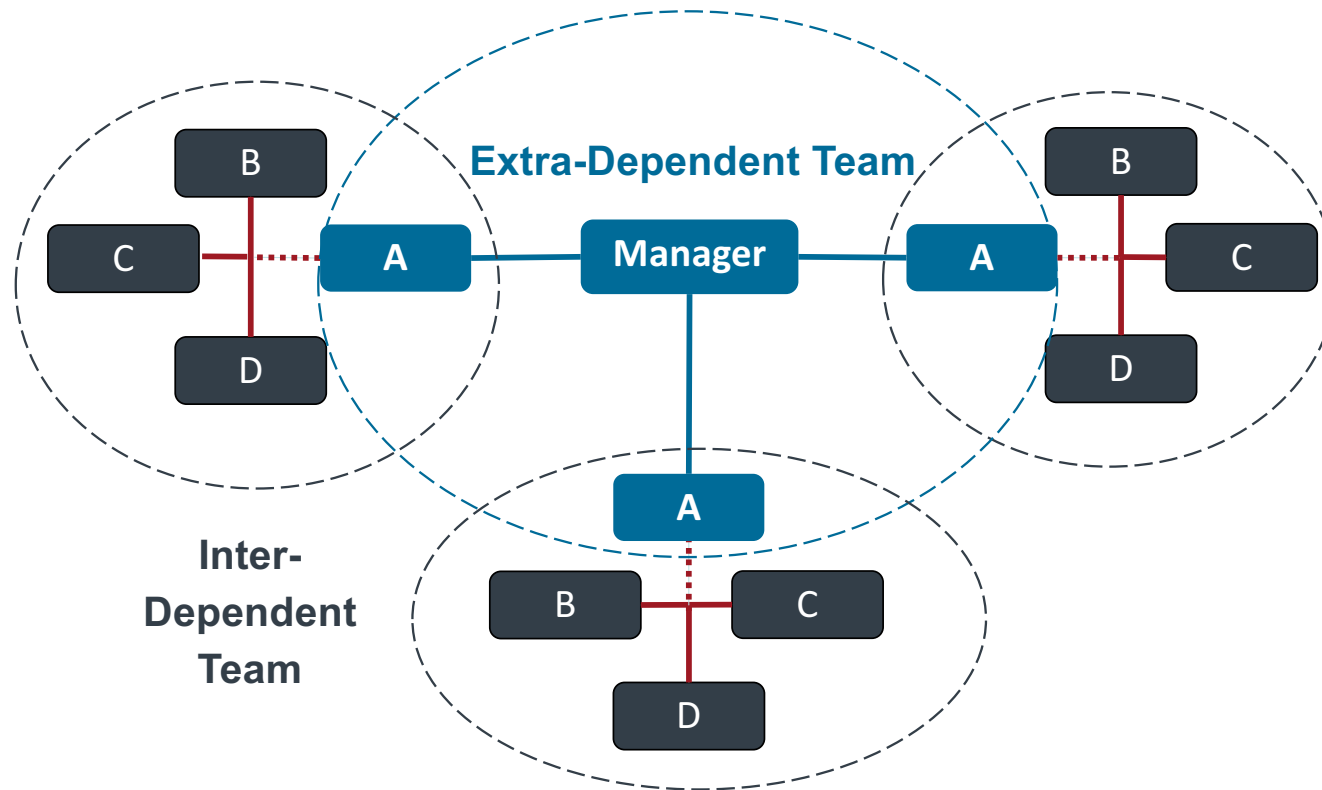 Extra-Dependent Team
B
C
A
D
Manager
B
A
C
D
A
B
C
D
Inter-
Dependent
Team